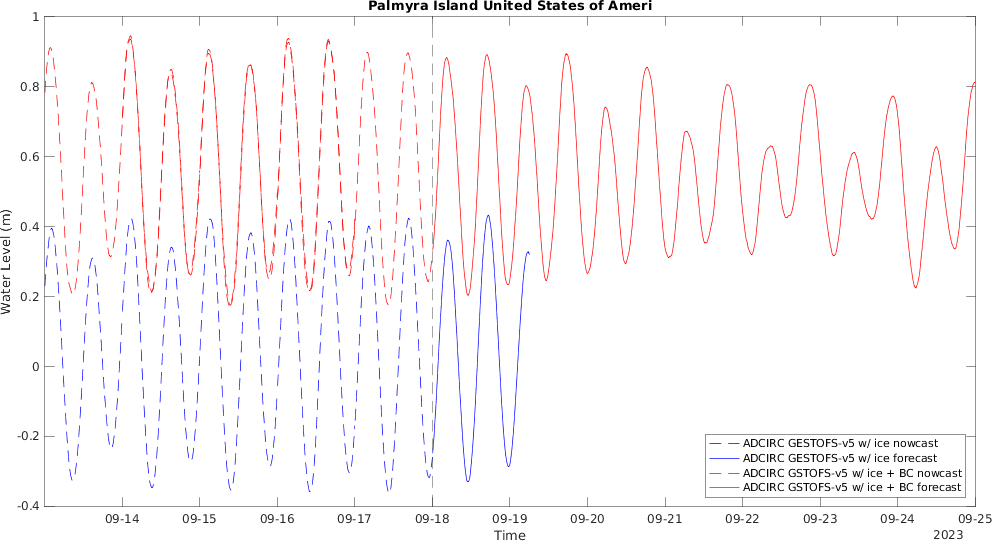 Palmyra Island United States of Ameri
1
0.8
0.6
0.4
0.2
0
-0.2
-0.4
Water Level (m)
ADCIRC GESTOFS-v5 w/ ice nowcast
ADCIRC GESTOFS-v5 w/ ice forecast
ADCIRC GSTOFS-v5 w/ ice + BC nowcast
ADCIRC GSTOFS-v5 w/ ice + BC forecast
09-14 09-15 09-16 09-17 09-18 09-19 09-20 09-21 09-22 09-23 09-24 09-25
Time
2023